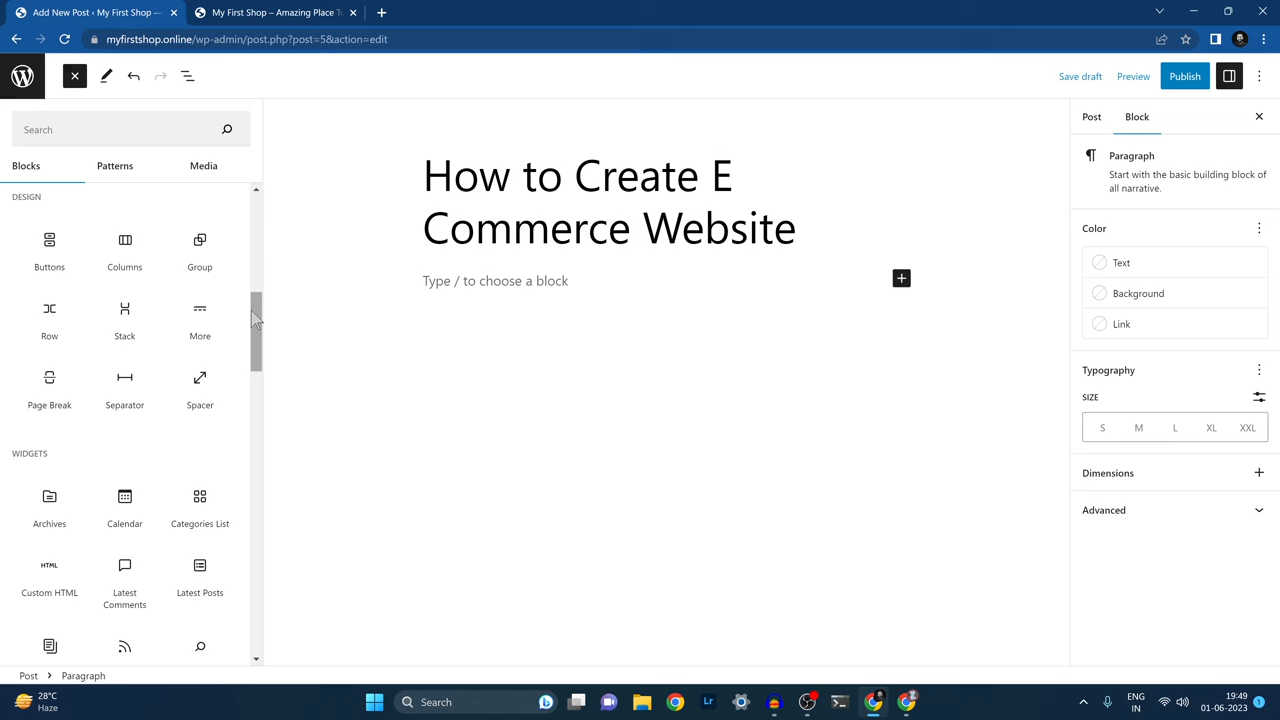 Add New Post ‹ My First Shop —
My First Shop – Amazing Place T
myfirstshop.online/wp-admin/post.php?post=5&action=edit
Save draft
Preview
Publish
Search
Blocks
Patterns
Media
DESIGN
Buttons
Columns
Group
Row
Stack
More
Page Break
Separator
Spacer
WIDGETS
Archives
Calendar
Categories List
HTML
Custom HTML
Latest
Comments
Latest Posts
How to Create E
Commerce Website
Type / to choose a block
Post
Block
Paragraph
Start with the basic building block of
all narrative.
Color
Text
Background
Link
Typography
SIZE
S M L XL XXL
Dimensions
Advanced
Post
Paragraph
28°C
Haze
Search
Lr
ENG
IN
19:49
01-06-2023
1